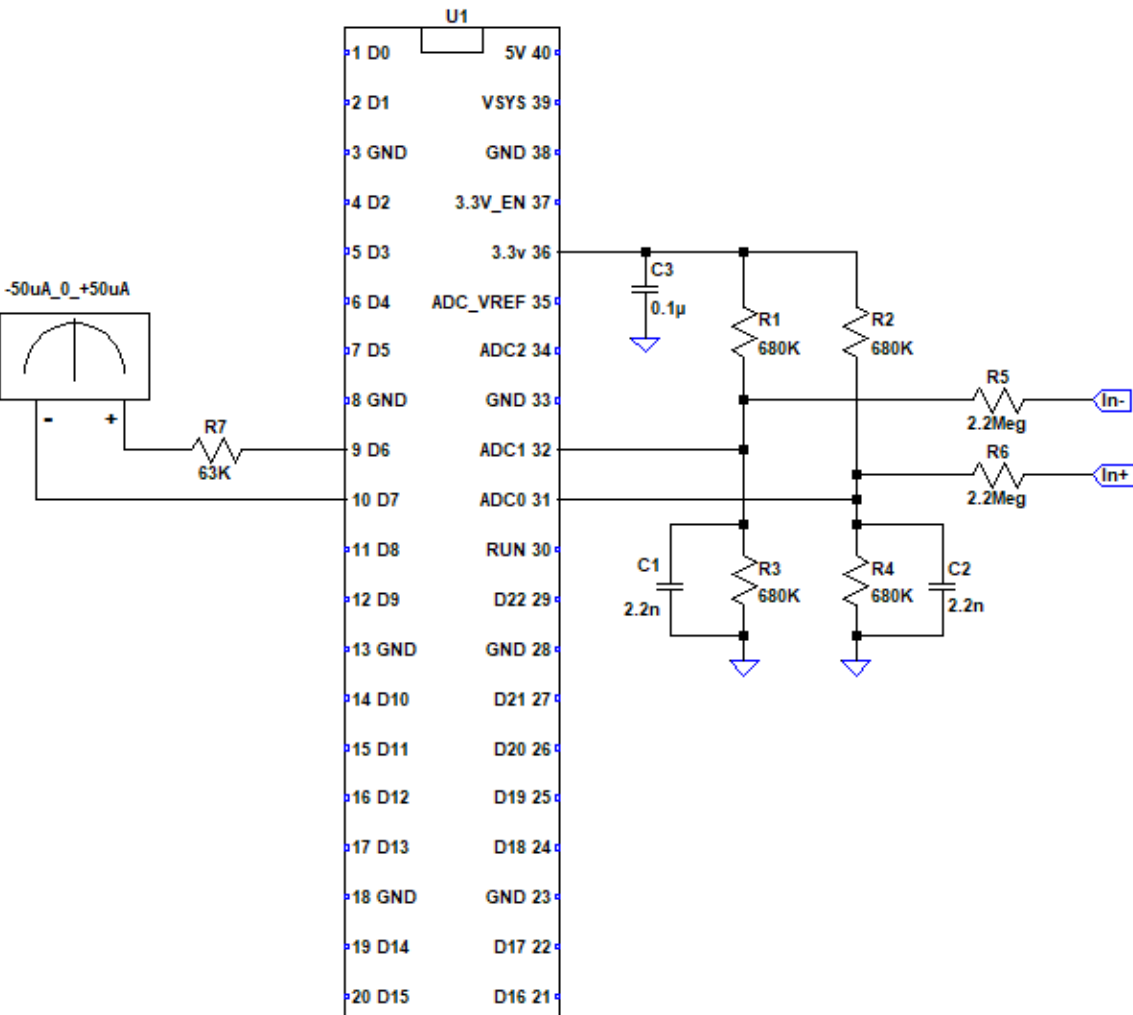 U1
1 D0
5V 40
2 D1
VSYS 39
3 GND
GND 38
4 D2
3.3V_EN 37
5 D3
3.3v 36
C3
0.1µ
-50uA_0_+50uA
6 D4
ADC_VREF 35
R1
680K
R2
680K
7 D5
ADC2 34
8 GND
GND 33
R5
2.2Meg
In-
- +
R7
63K
9 D6
ADC1 32
R6
2.2Meg
In+
10 D7
ADC0 31
11 D8
RUN 30
C1
2.2n
R3
680K
R4
680K
C2
2.2n
12 D9
D22 29
13 GND
GND 28
14 D10
D21 27
15 D11
D20 26
16 D12
D19 25
17 D13
D18 24
18 GND
GND 23
19 D14
D17 22
20 D15
D16 21